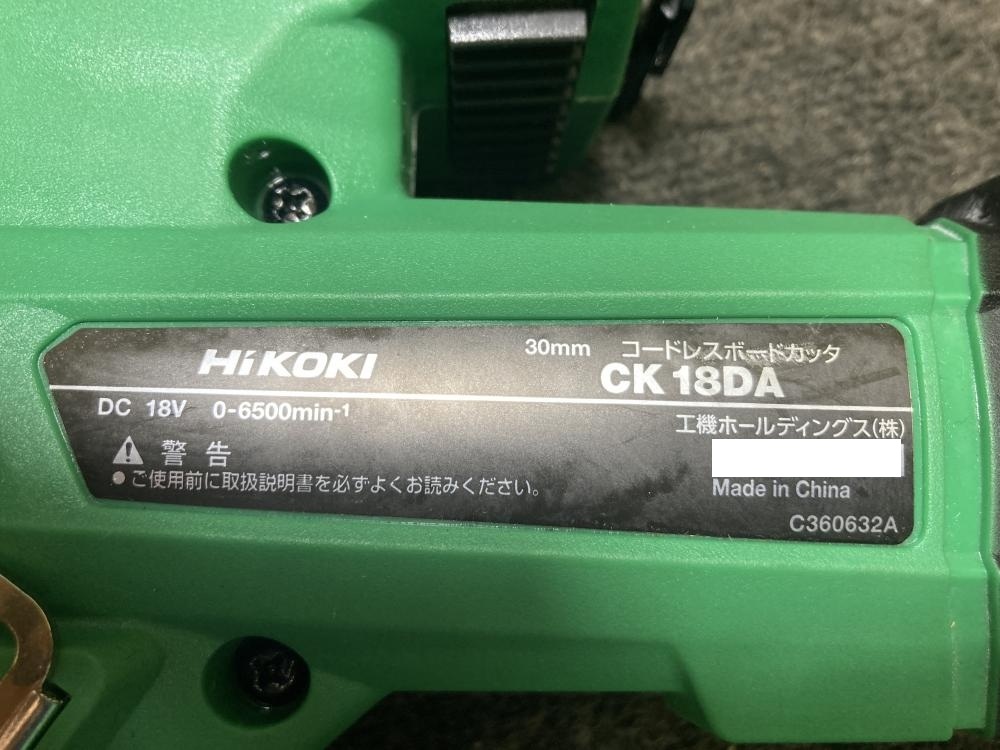 HiKOKI
30mm コードレスボードカッタ
CK 18DA
DC 18V 0-6500min-1
工機ホールディングス(株)
警告
●ご使用前に取扱説明書を必ずよくお読みください。
Made in China
C360632A